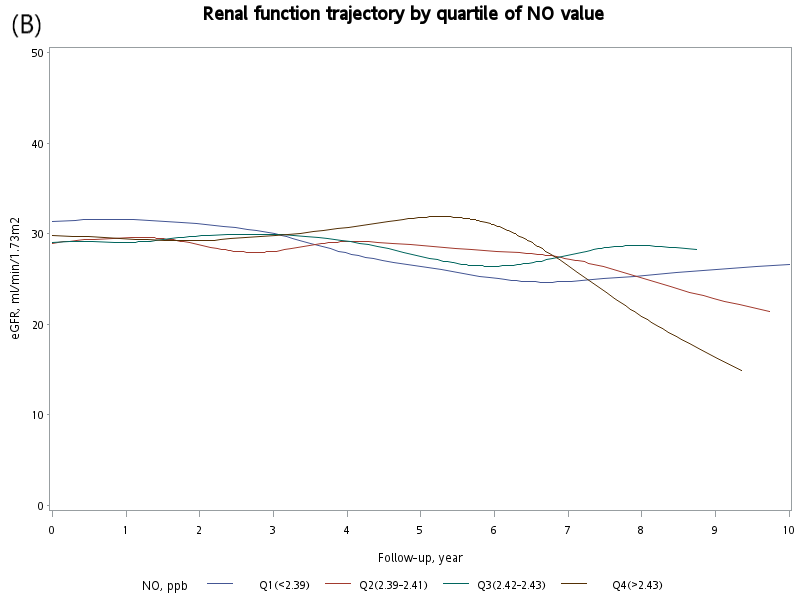 (B)
Renal function trajectory by quartile of NO value
eGFR, ml/min/1.73m2
50
40
30
20
10
0
0 1 2 3 4 5 6 7 8 9 10
Follow-up, year
NO, ppb Q1(<2.39) Q2(2.39-2.41) Q3(2.42-2.43) Q4(>2.43)